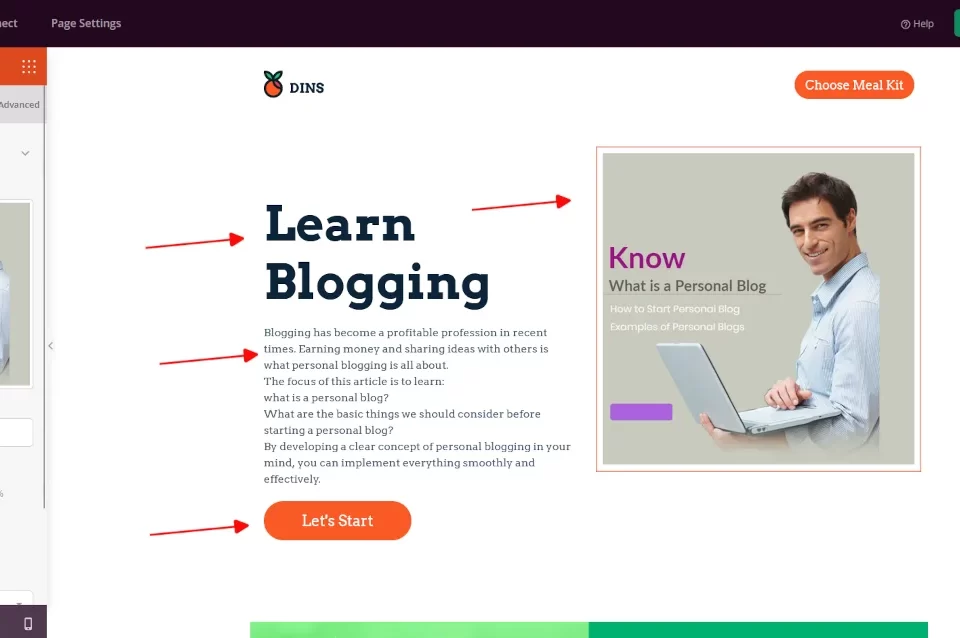 Page Settings
Help
Advanced
DINS
Choose Meal Kit
Learn
Blogging
Blogging has become a profitable profession in recent
times. Earning money and sharing ideas with others is
what personal blogging is all about.
The focus of this article is to learn:
what is a personal blog?
What are the basic things we should consider before
starting a personal blog?
By developing a clear concept of personal blogging in your
mind, you can implement everything smoothly and
effectively.
Let's Start
Know
What is a Personal Blog
How to Start Personal Blog
Examples of Personal Blogs